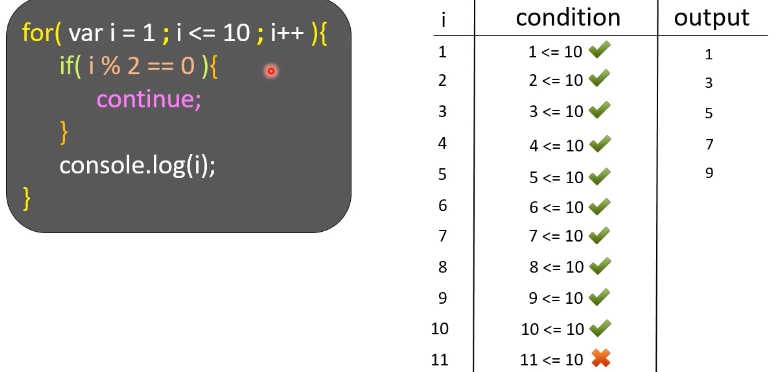 for( var i = 1 ; i <= 10 ; i++ ){
if( i % 2 == 0 ){
continue;
}
console.log(i);
}
i condition output
1 1 <= 10 ✔ 1
2 2 <= 10 ✔ 3
3 3 <= 10 ✔ 5
4 4 <= 10 ✔ 7
5 5 <= 10 ✔ 9
6 6 <= 10 ✔
7 7 <= 10 ✔
8 8 <= 10 ✔
9 9 <= 10 ✔
10 10 <= 10 ✔
11 11 <= 10 ✖